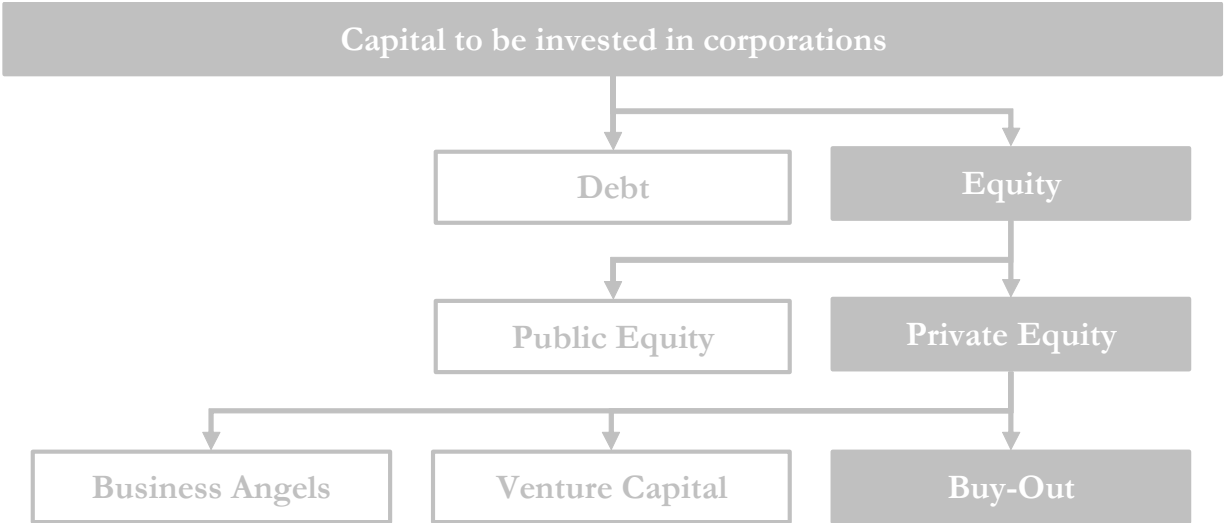 Capital to be invested in corporations
Debt
Equity
Public Equity
Private Equity
Business Angels
Venture Capital
Buy-Out